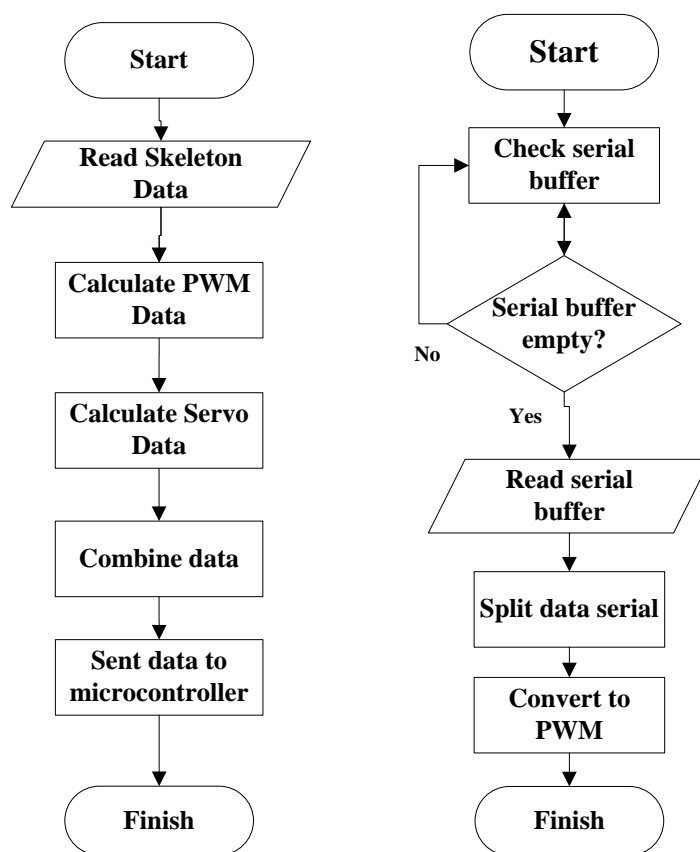 Start
Read Skeleton
Data
Calculate PWM
Data
Calculate Servo
Data
Combine data
Sent data to
microcontroller
Finish
Start
Check serial
buffer
Serial buffer
empty?
No
Yes
Read serial
buffer
Split data serial
Convert to
PWM
Finish